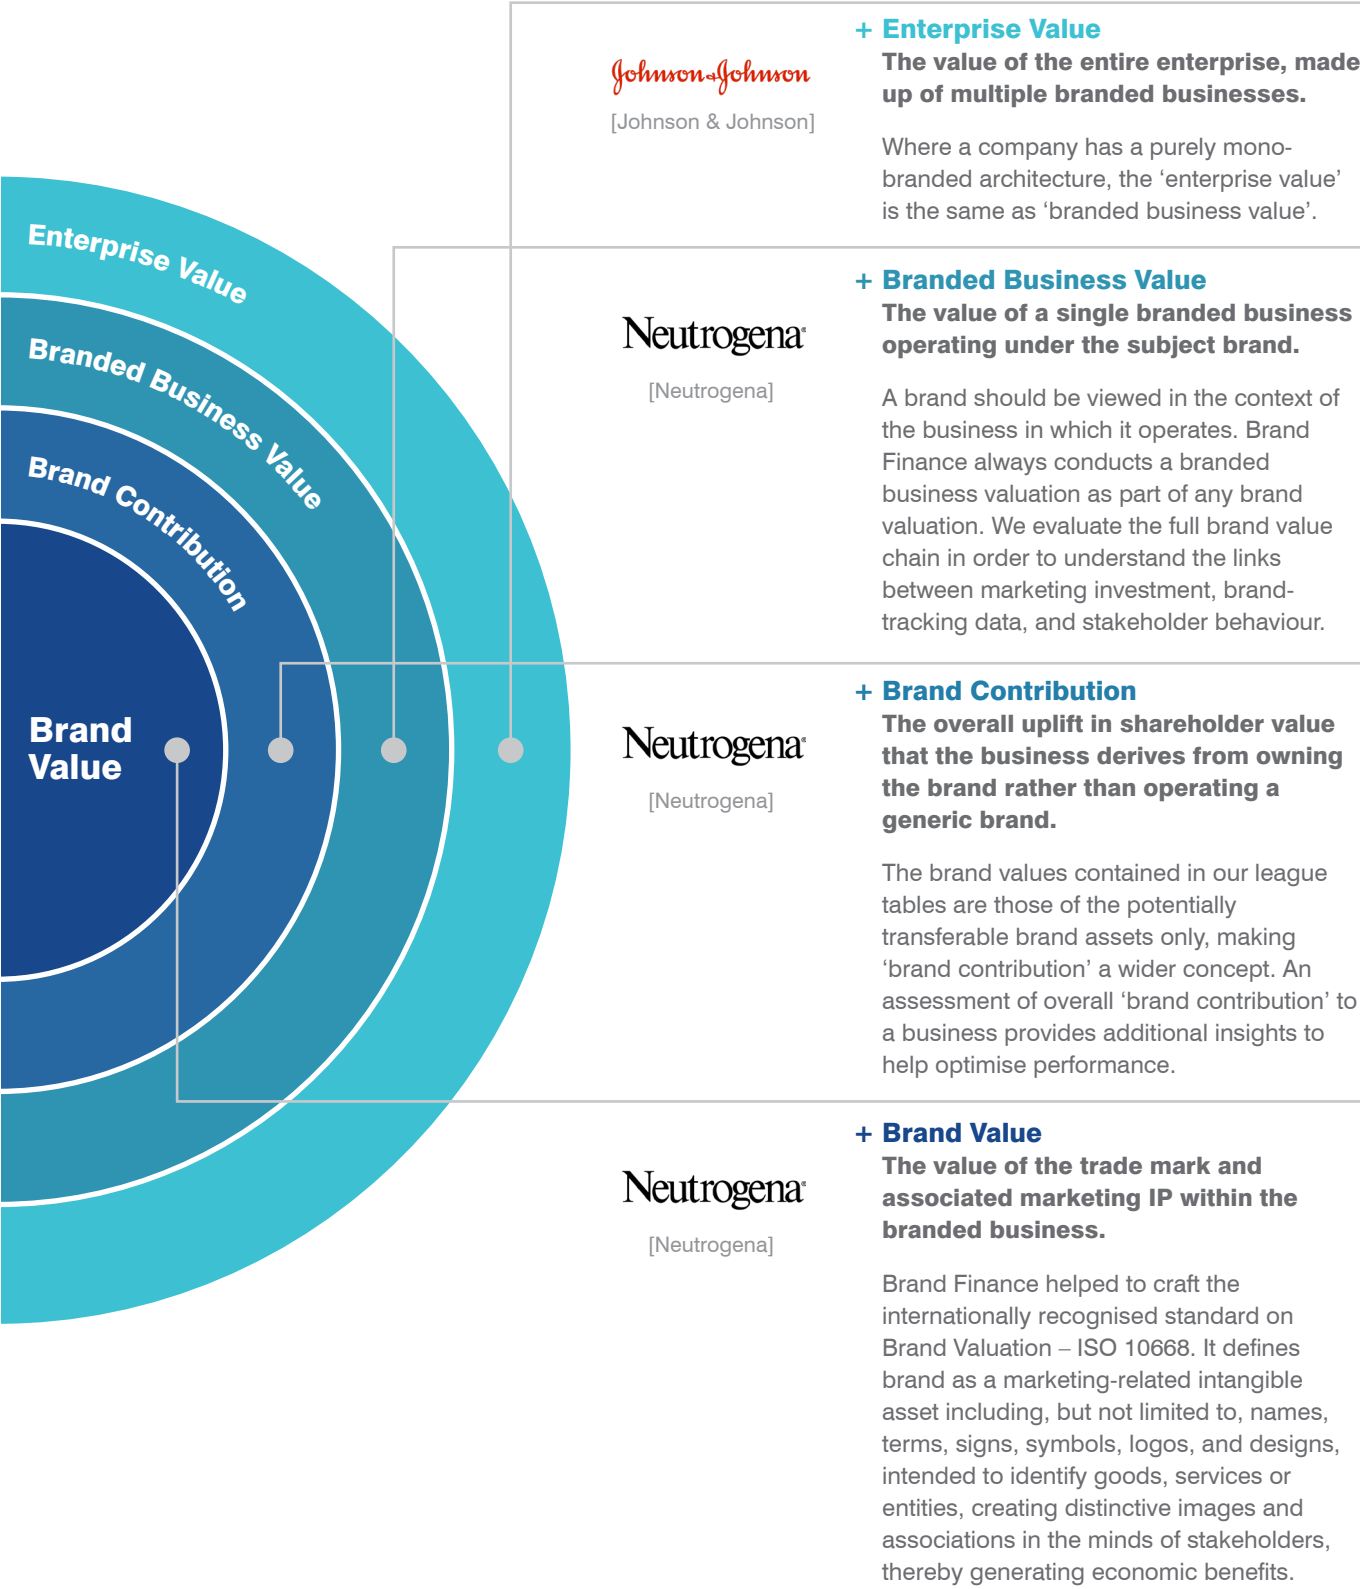 Enterprise Value
Branded Business Value
Brand Contribution
Brand
Value
Johnson & Johnson
[Johnson & Johnson]
+ Enterprise Value
The value of the entire enterprise, made
up of multiple branded businesses.
Where a company has a purely mono-
branded architecture, the ‘enterprise value’
is the same as ‘branded business value’.
Neutrogena®
[Neutrogena]
+ Branded Business Value
The value of a single branded business
operating under the subject brand.
A brand should be viewed in the context of
the business in which it operates. Brand
Finance always conducts a branded
business valuation as part of any brand
valuation. We evaluate the full brand value
chain in order to understand the links
between marketing investment, brand-
tracking data, and stakeholder behaviour.
Neutrogena®
[Neutrogena]
+ Brand Contribution
The overall uplift in shareholder value
that the business derives from owning
the brand rather than operating a
generic brand.
The brand values contained in our league
tables are those of the potentially
transferable brand assets only, making
‘brand contribution’ a wider concept. An
assessment of overall ‘brand contribution’ to
a business provides additional insights to
help optimise performance.
Neutrogena®
[Neutrogena]
+ Brand Value
The value of the trade mark and
associated marketing IP within the
branded business.
Brand Finance helped to craft the
internationally recognised standard on
Brand Valuation – ISO 10668. It defines
brand as a marketing-related intangible
asset including, but not limited to, names,
terms, signs, symbols, logos, and designs,
intended to identify goods, services or
entities, creating distinctive images and
associations in the minds of stakeholders,
thereby generating economic benefits.